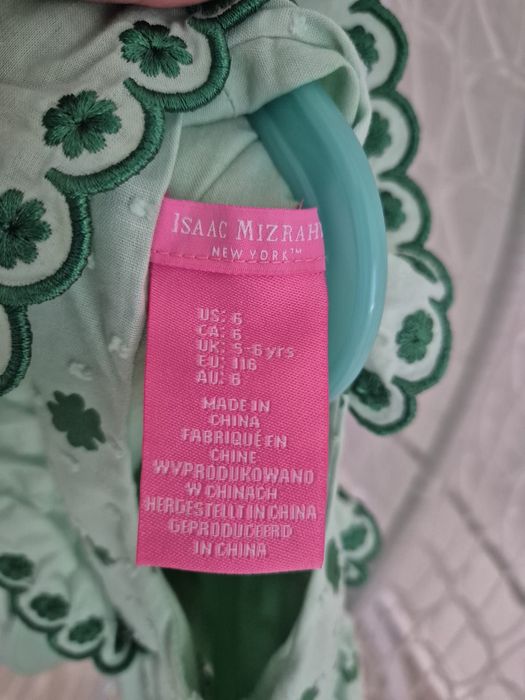 ISAAC MIZRAHI
NEW YORK™
US: 6
CA: 6
UK: 5-6 yrs
EU: 116
AU: 6
MADE IN
CHINA
FABRIQUÉ EN
CHINE
WYPRODUKOWANO
W CHINACH
HERGESTELLT IN CHINA
GEPRODUCEERD
IN CHINA